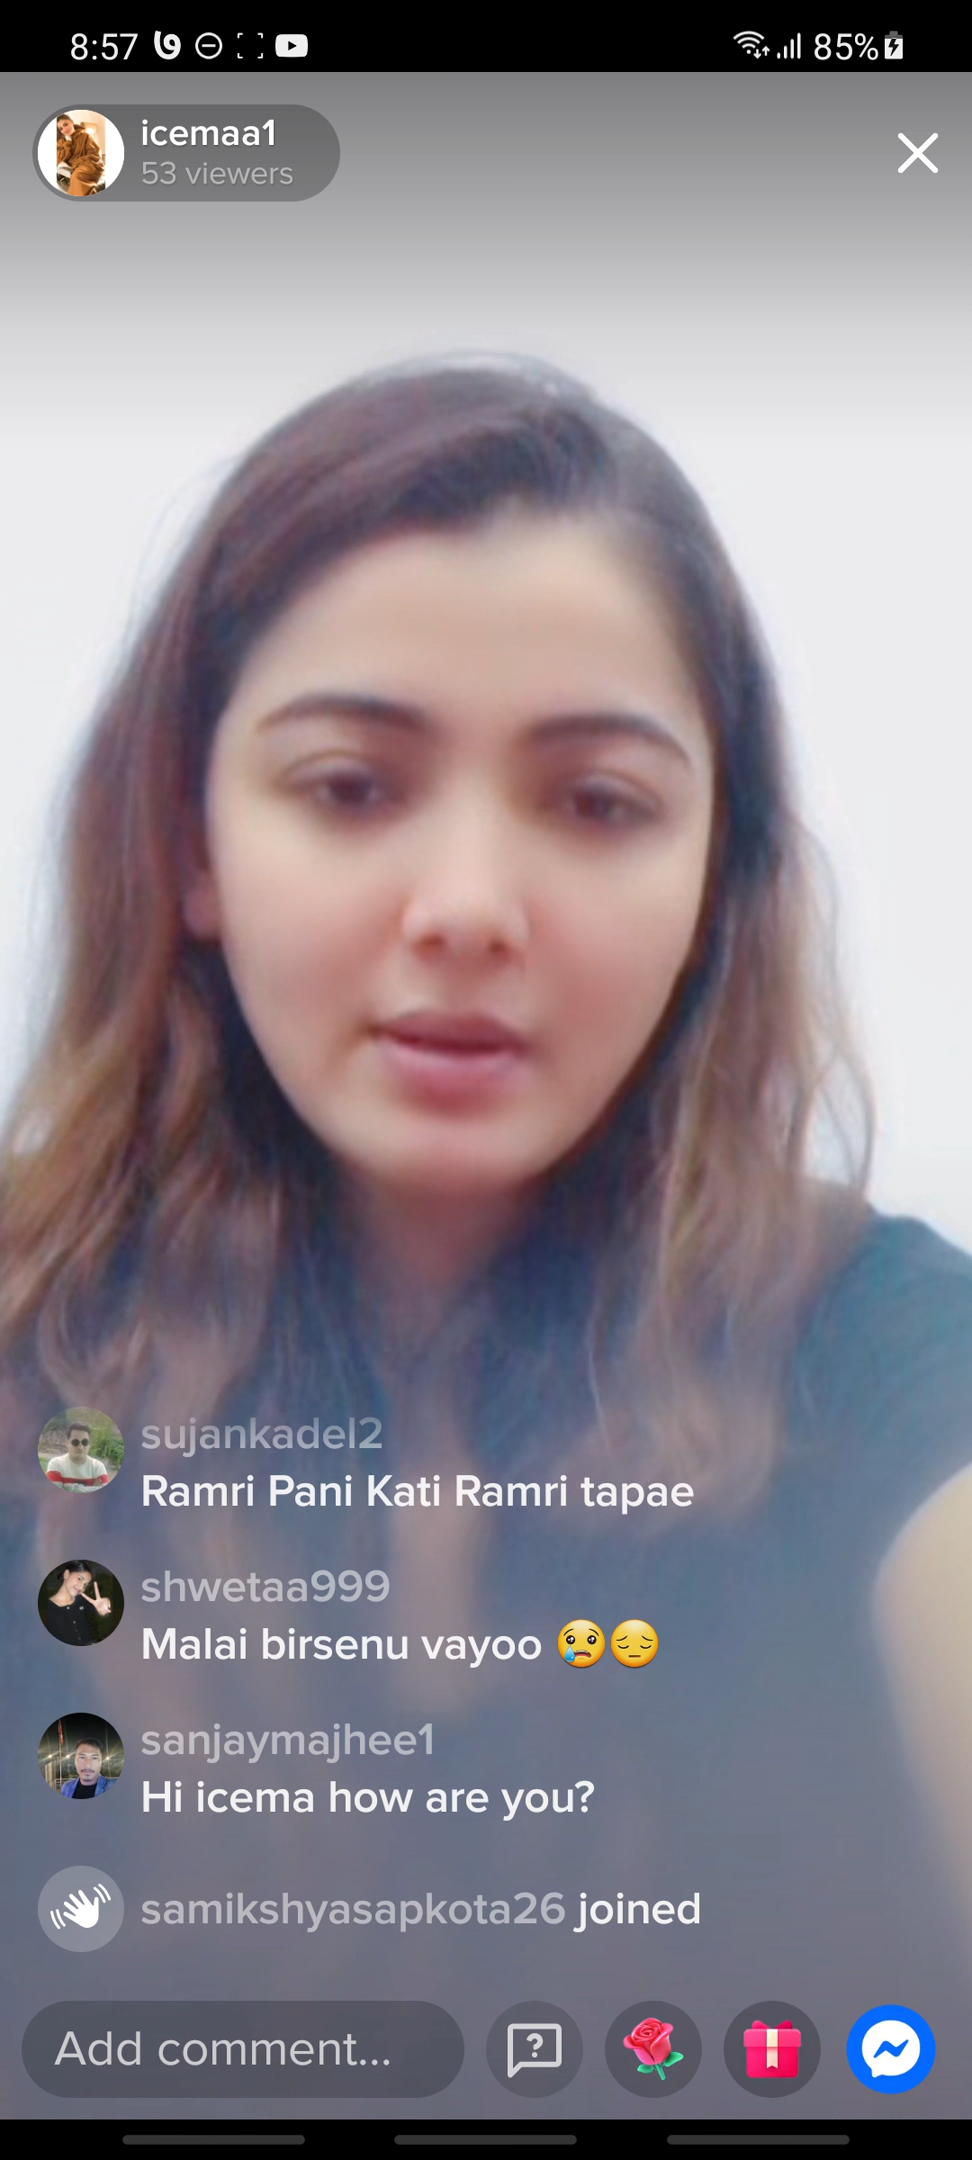 8:57
85%
icemaa1
53 viewers
sujankadel2
Ramri Pani Kati Ramri tapae
shwetaa999
Malai birsenu vayoo 😢😔
sanjaymajhee1
Hi icema how are you?
samikshyasapkota26 joined
Add comment...